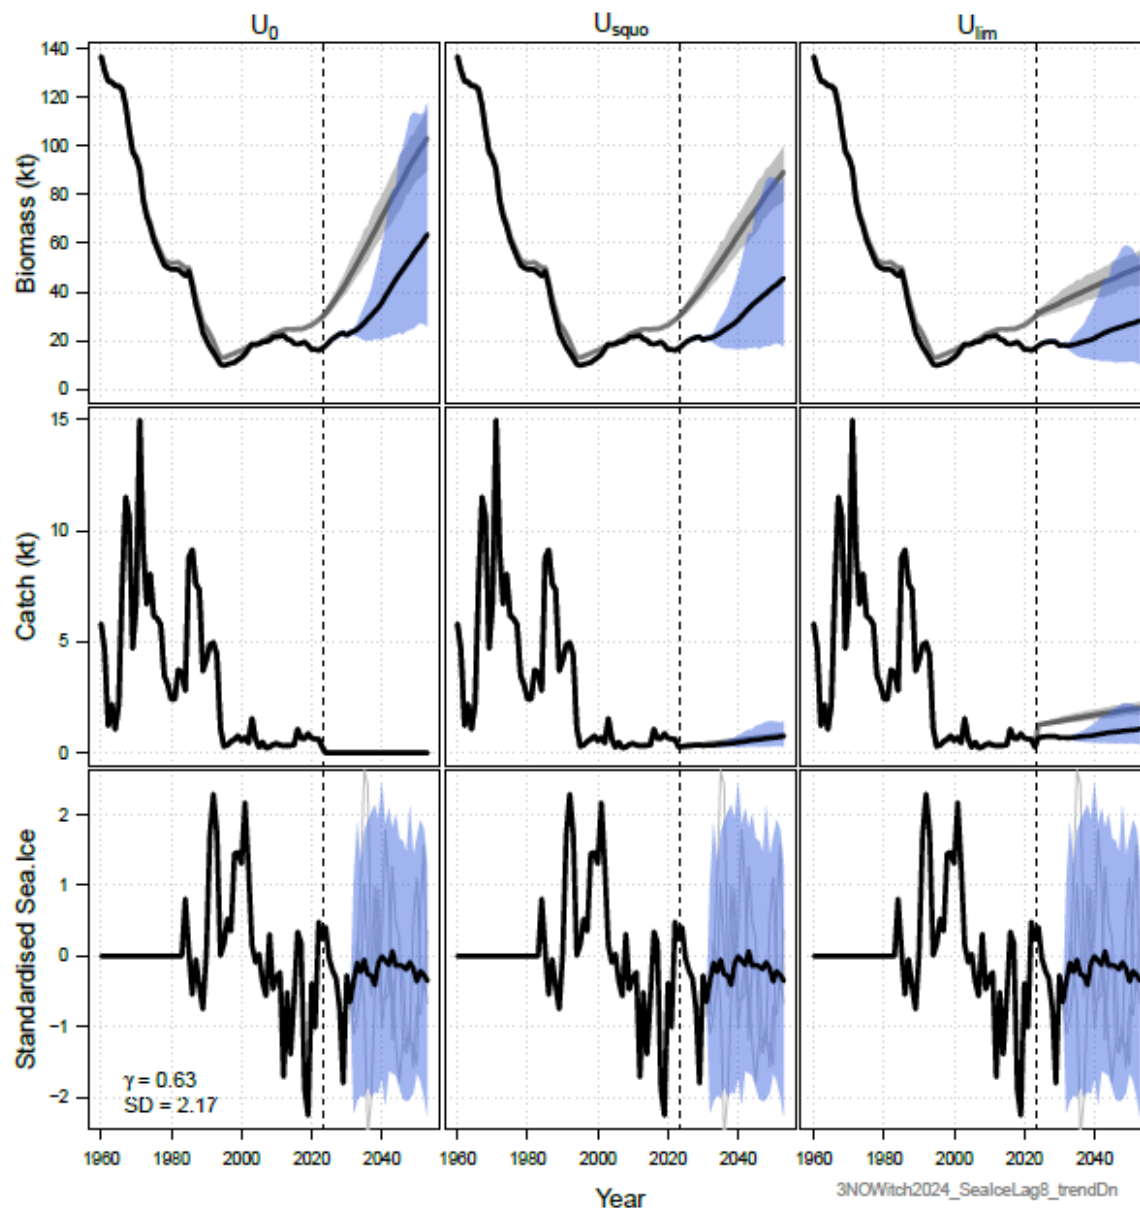 U0 Usquo Ulim
Biomass (kt)
140
120
100
80
60
40
20
0
Catch (kt)
15
10
5
0
Standardised Sea.Ice
2
1
0
−1
−2
γ = 0.63
SD = 2.17
1960 1980 2000 2020 2040 1960 1980 2000 2020 2040 1960 1980 2000 2020 2040
Year
3NOWitch2024_SeaIceLag8_trendDn